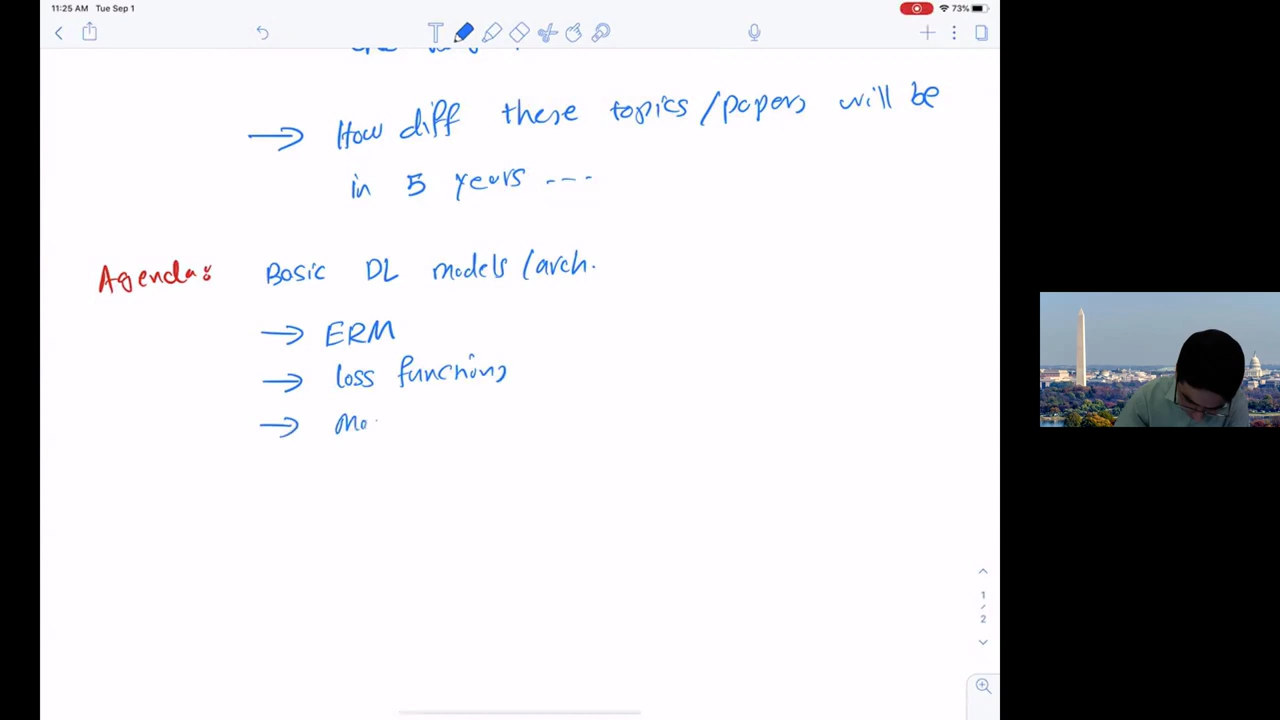 11:25 AM Tue Sep 1
73%
T
→ How diff these topics/papers will be
in 5 years ---
Agenda: Basic DL models/arch.
→ ERM
→ loss functions
→ Mo
1
/
2